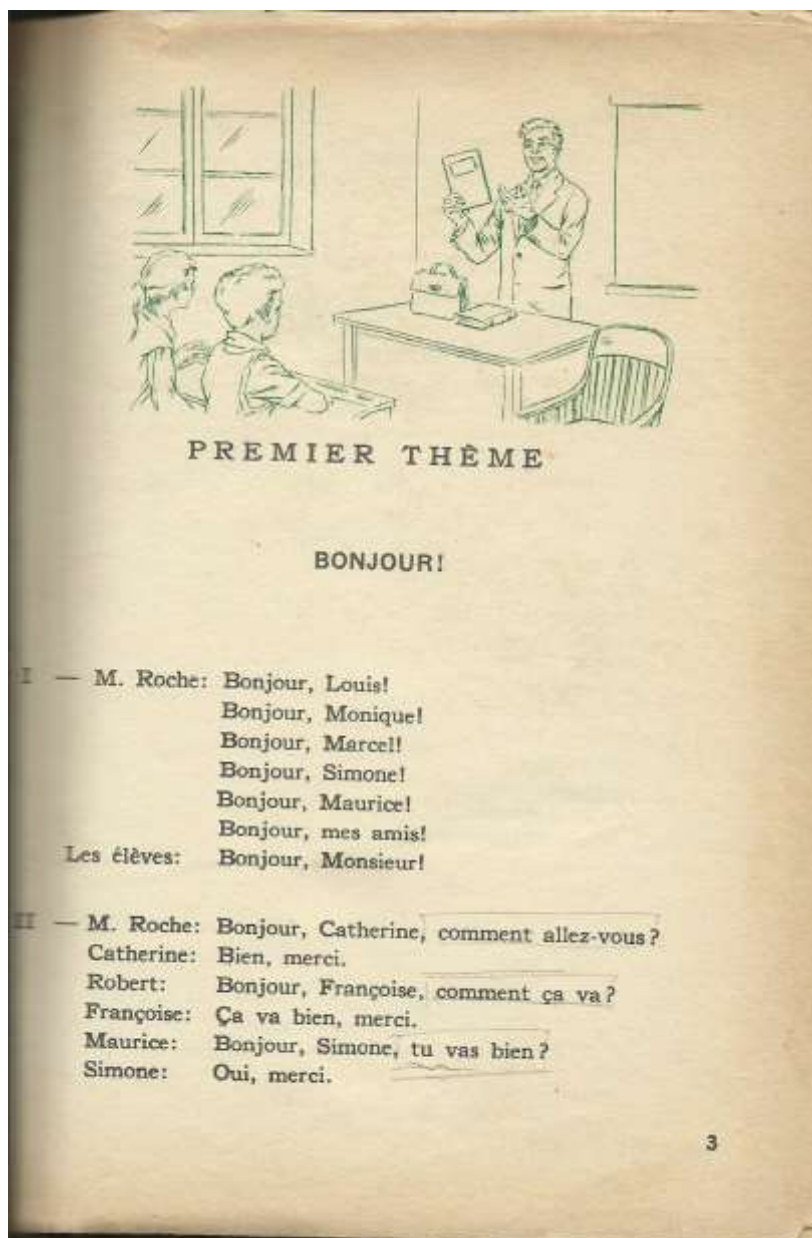 PREMIER THÈME
BONJOUR!
I — M. Roche: Bonjour, Louis!
Bonjour, Monique!
Bonjour, Marcel!
Bonjour, Simone!
Bonjour, Maurice!
Bonjour, mes amis!
Les élèves: Bonjour, Monsieur!
II — M. Roche: Bonjour, Catherine, comment allez-vous?
Catherine: Bien, merci.
Robert: Bonjour, Françoise, comment ça va?
Françoise: Ça va bien, merci.
Maurice: Bonjour, Simone, tu vas bien?
Simone: Oui, merci.
3